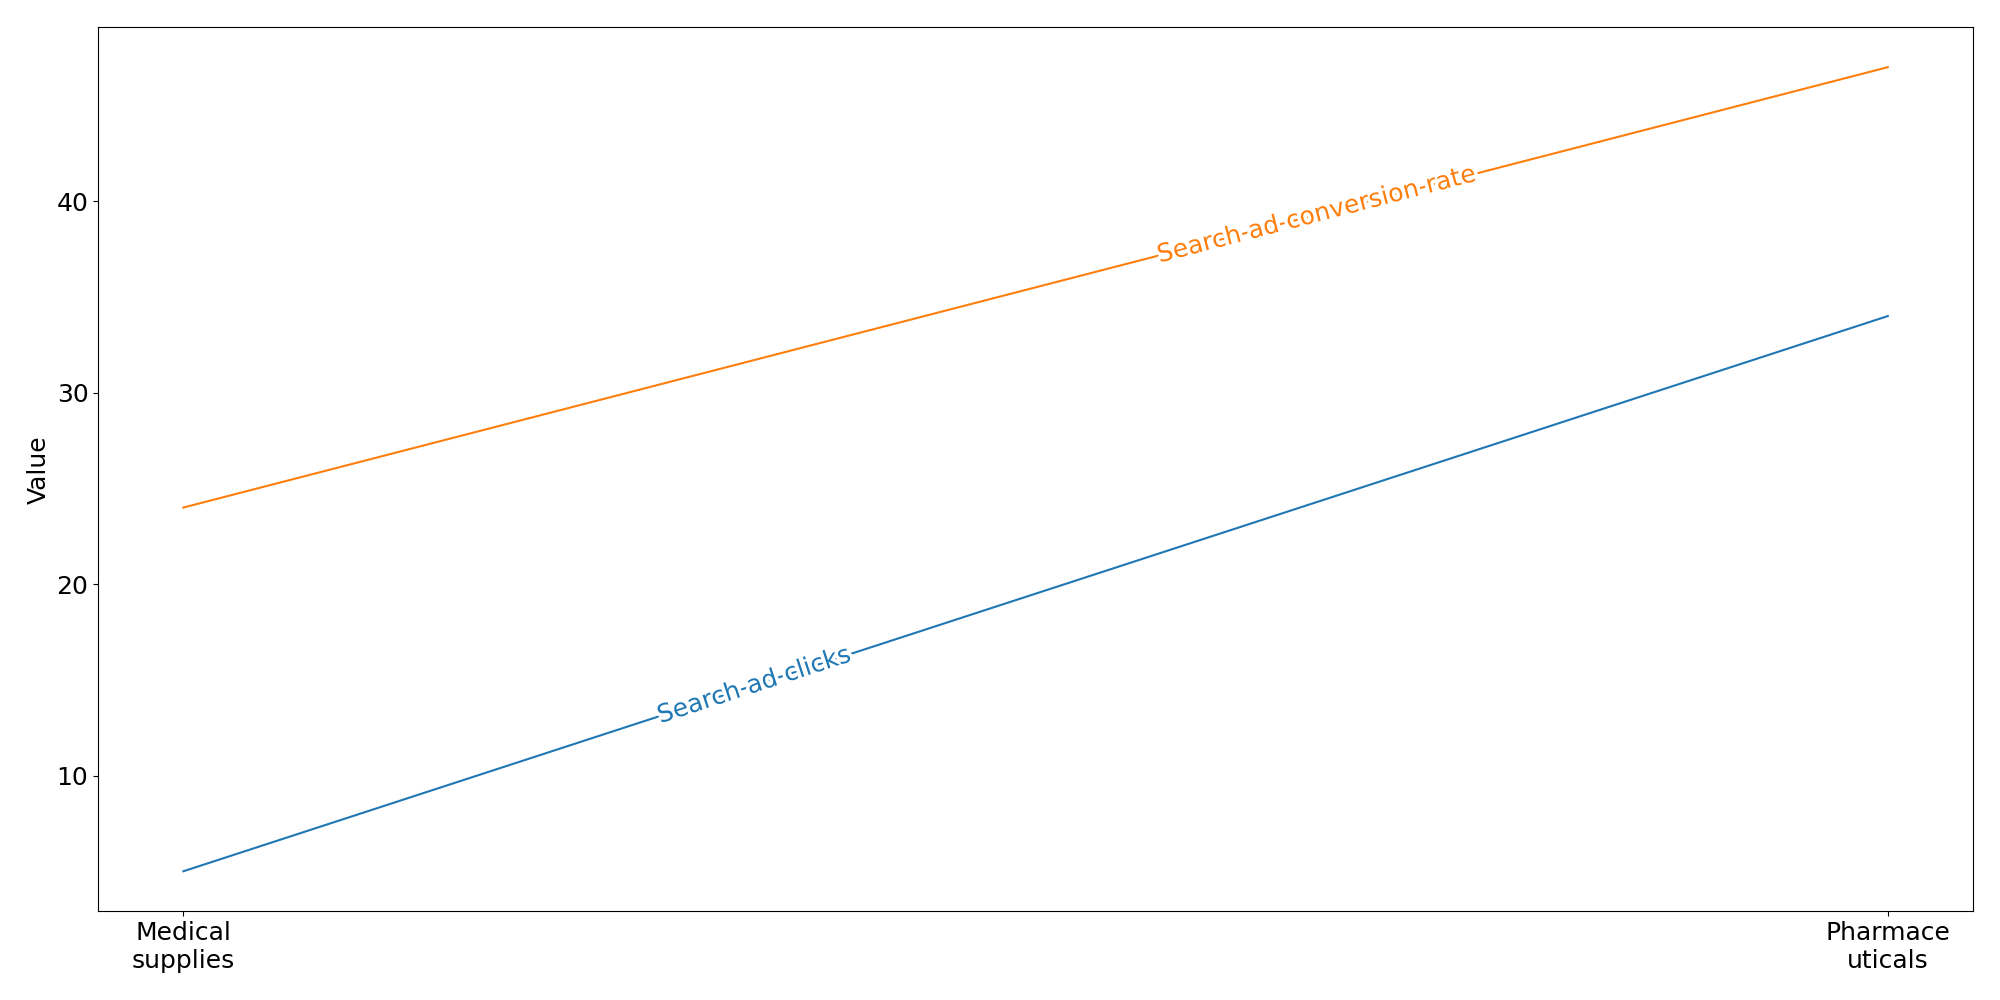 40
30
20
10
Value
Search-ad-conversion-rate
Search-ad-clicks
Medical
supplies
Pharmace
uticals